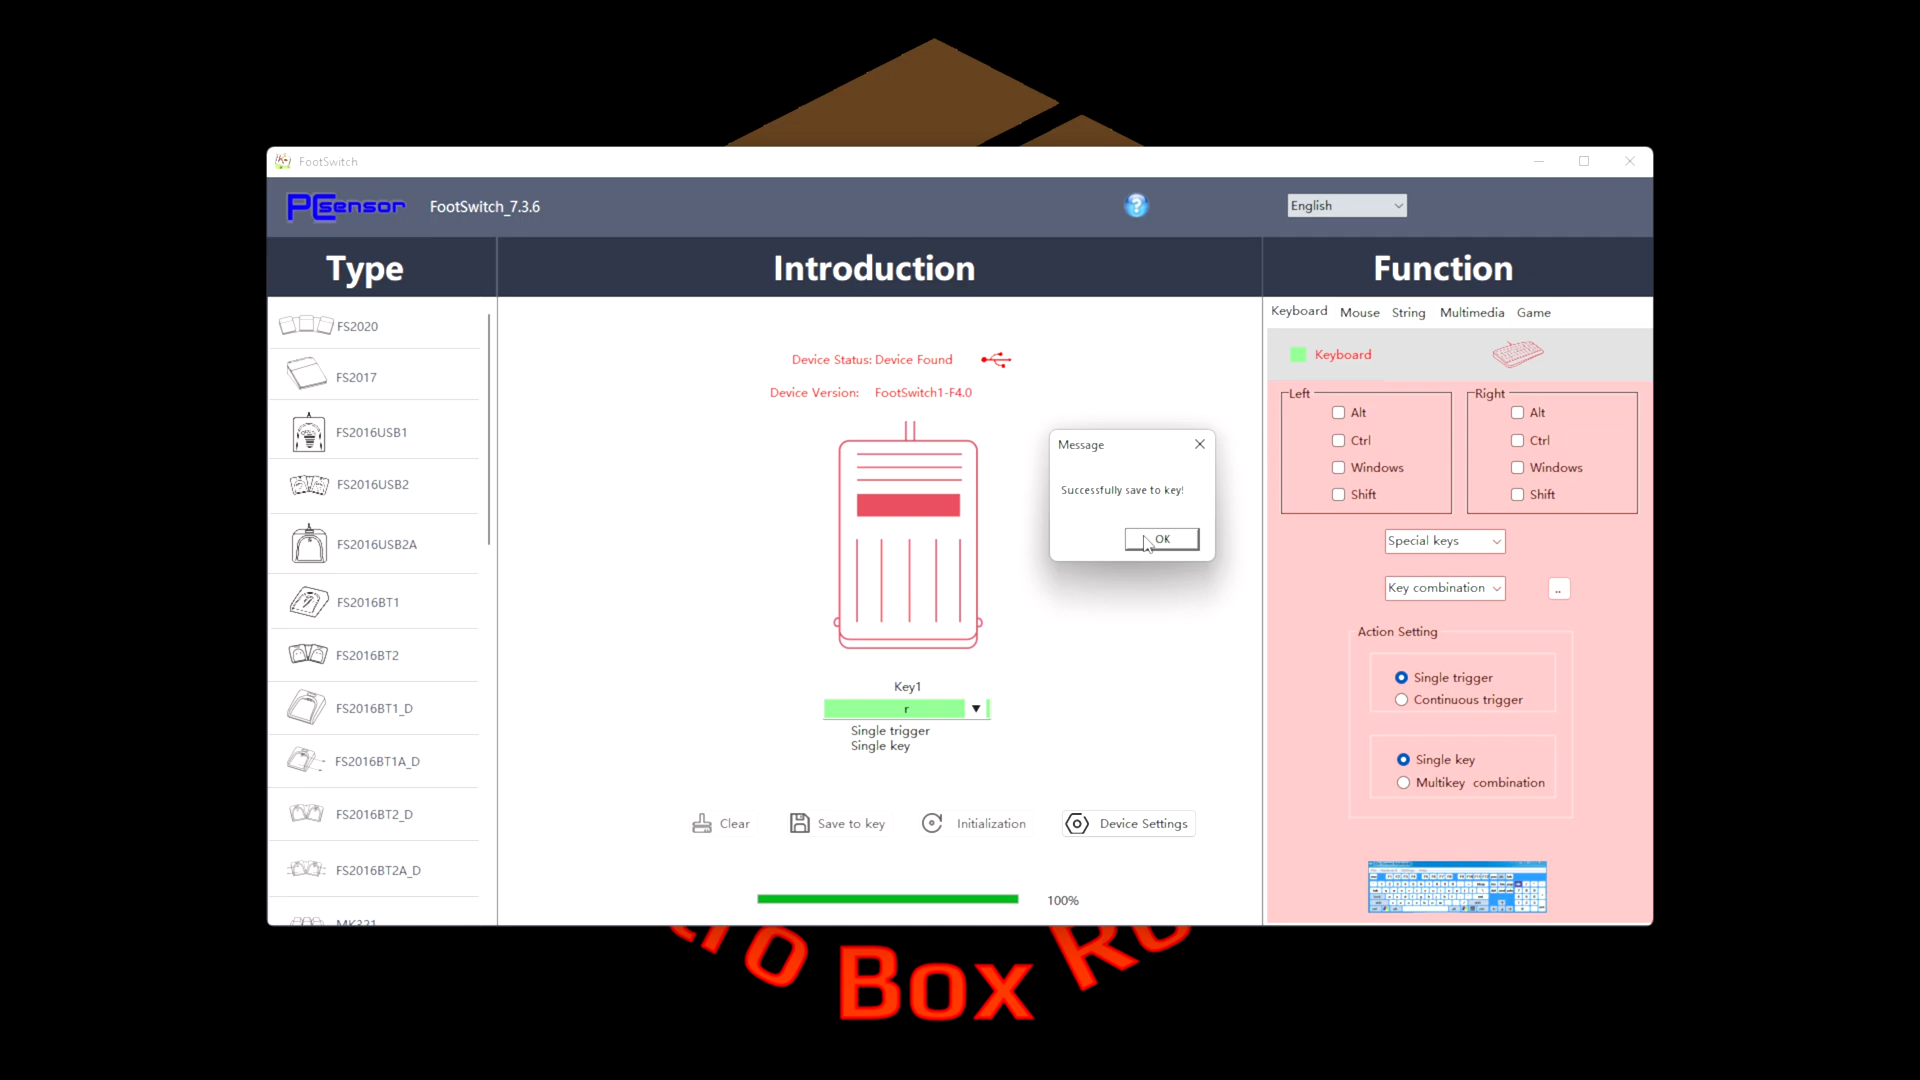 FootSwitch
PCsensor
FootSwitch_7.3.6
English
Type
Introduction
Function
FS2020
FS2017
FS2016USB1
FS2016USB2
FS2016USB2A
FS2016BT1
FS2016BT2
FS2016BT1_D
FS2016BT1A_D
FS2016BT2_D
FS2016BT2A_D
MK321
Device Status: Device Found
Device Version: FootSwitch1-F4.0
Message
Successfully save to key!
OK
Key1
r
Single trigger
Single key
Clear
Save to key
Initialization
Device Settings
100%
Keyboard Mouse String Multimedia Game
Keyboard
Left
Alt
Ctrl
Windows
Shift
Right
Alt
Ctrl
Windows
Shift
Special keys
Key combination
..
Action Setting
Single trigger
Continuous trigger
Single key
Multikey combination
Box